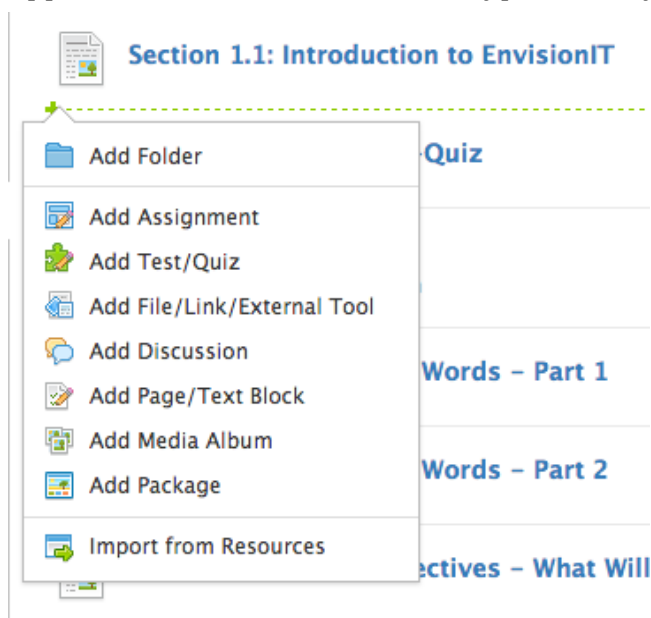 Section 1.1: Introduction to EnvisionIT
Add Folder
-Quiz
Add Assignment
Add Test/Quiz
Add File/Link/External Tool
Add Discussion
Words – Part 1
Add Page/Text Block
Add Media Album
Words – Part 2
Add Package
Import from Resources
ectives – What Will